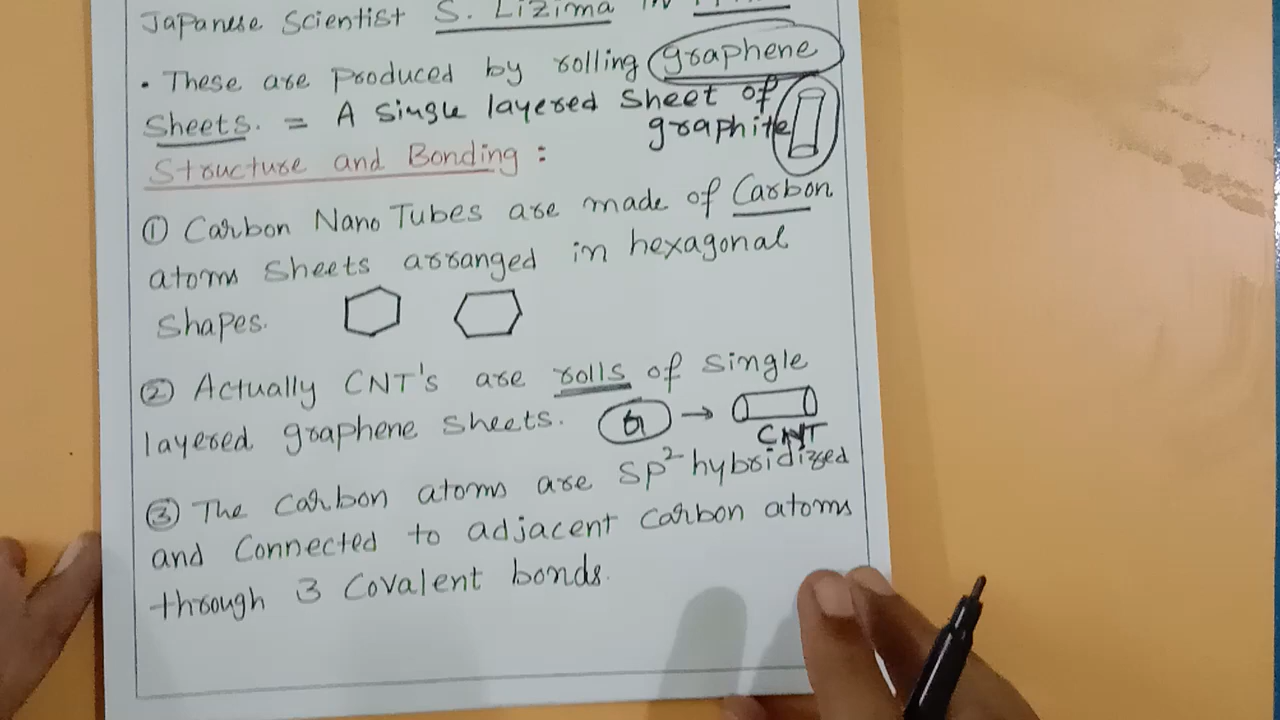 Japanese Scientist S. Lizima in
• These are produced by rolling graphene
Sheets. = A single layered sheet of
graphite
Structure and Bonding :
① Carbon Nano Tubes are made of Carbon
atoms sheets arranged in hexagonal
shapes.
② Actually CNT's are rolls of single
layered graphene sheets. G →
CNT
③ The carbon atoms are sp² hybridized
and connected to adjacent carbon atoms
through 3 covalent bonds.